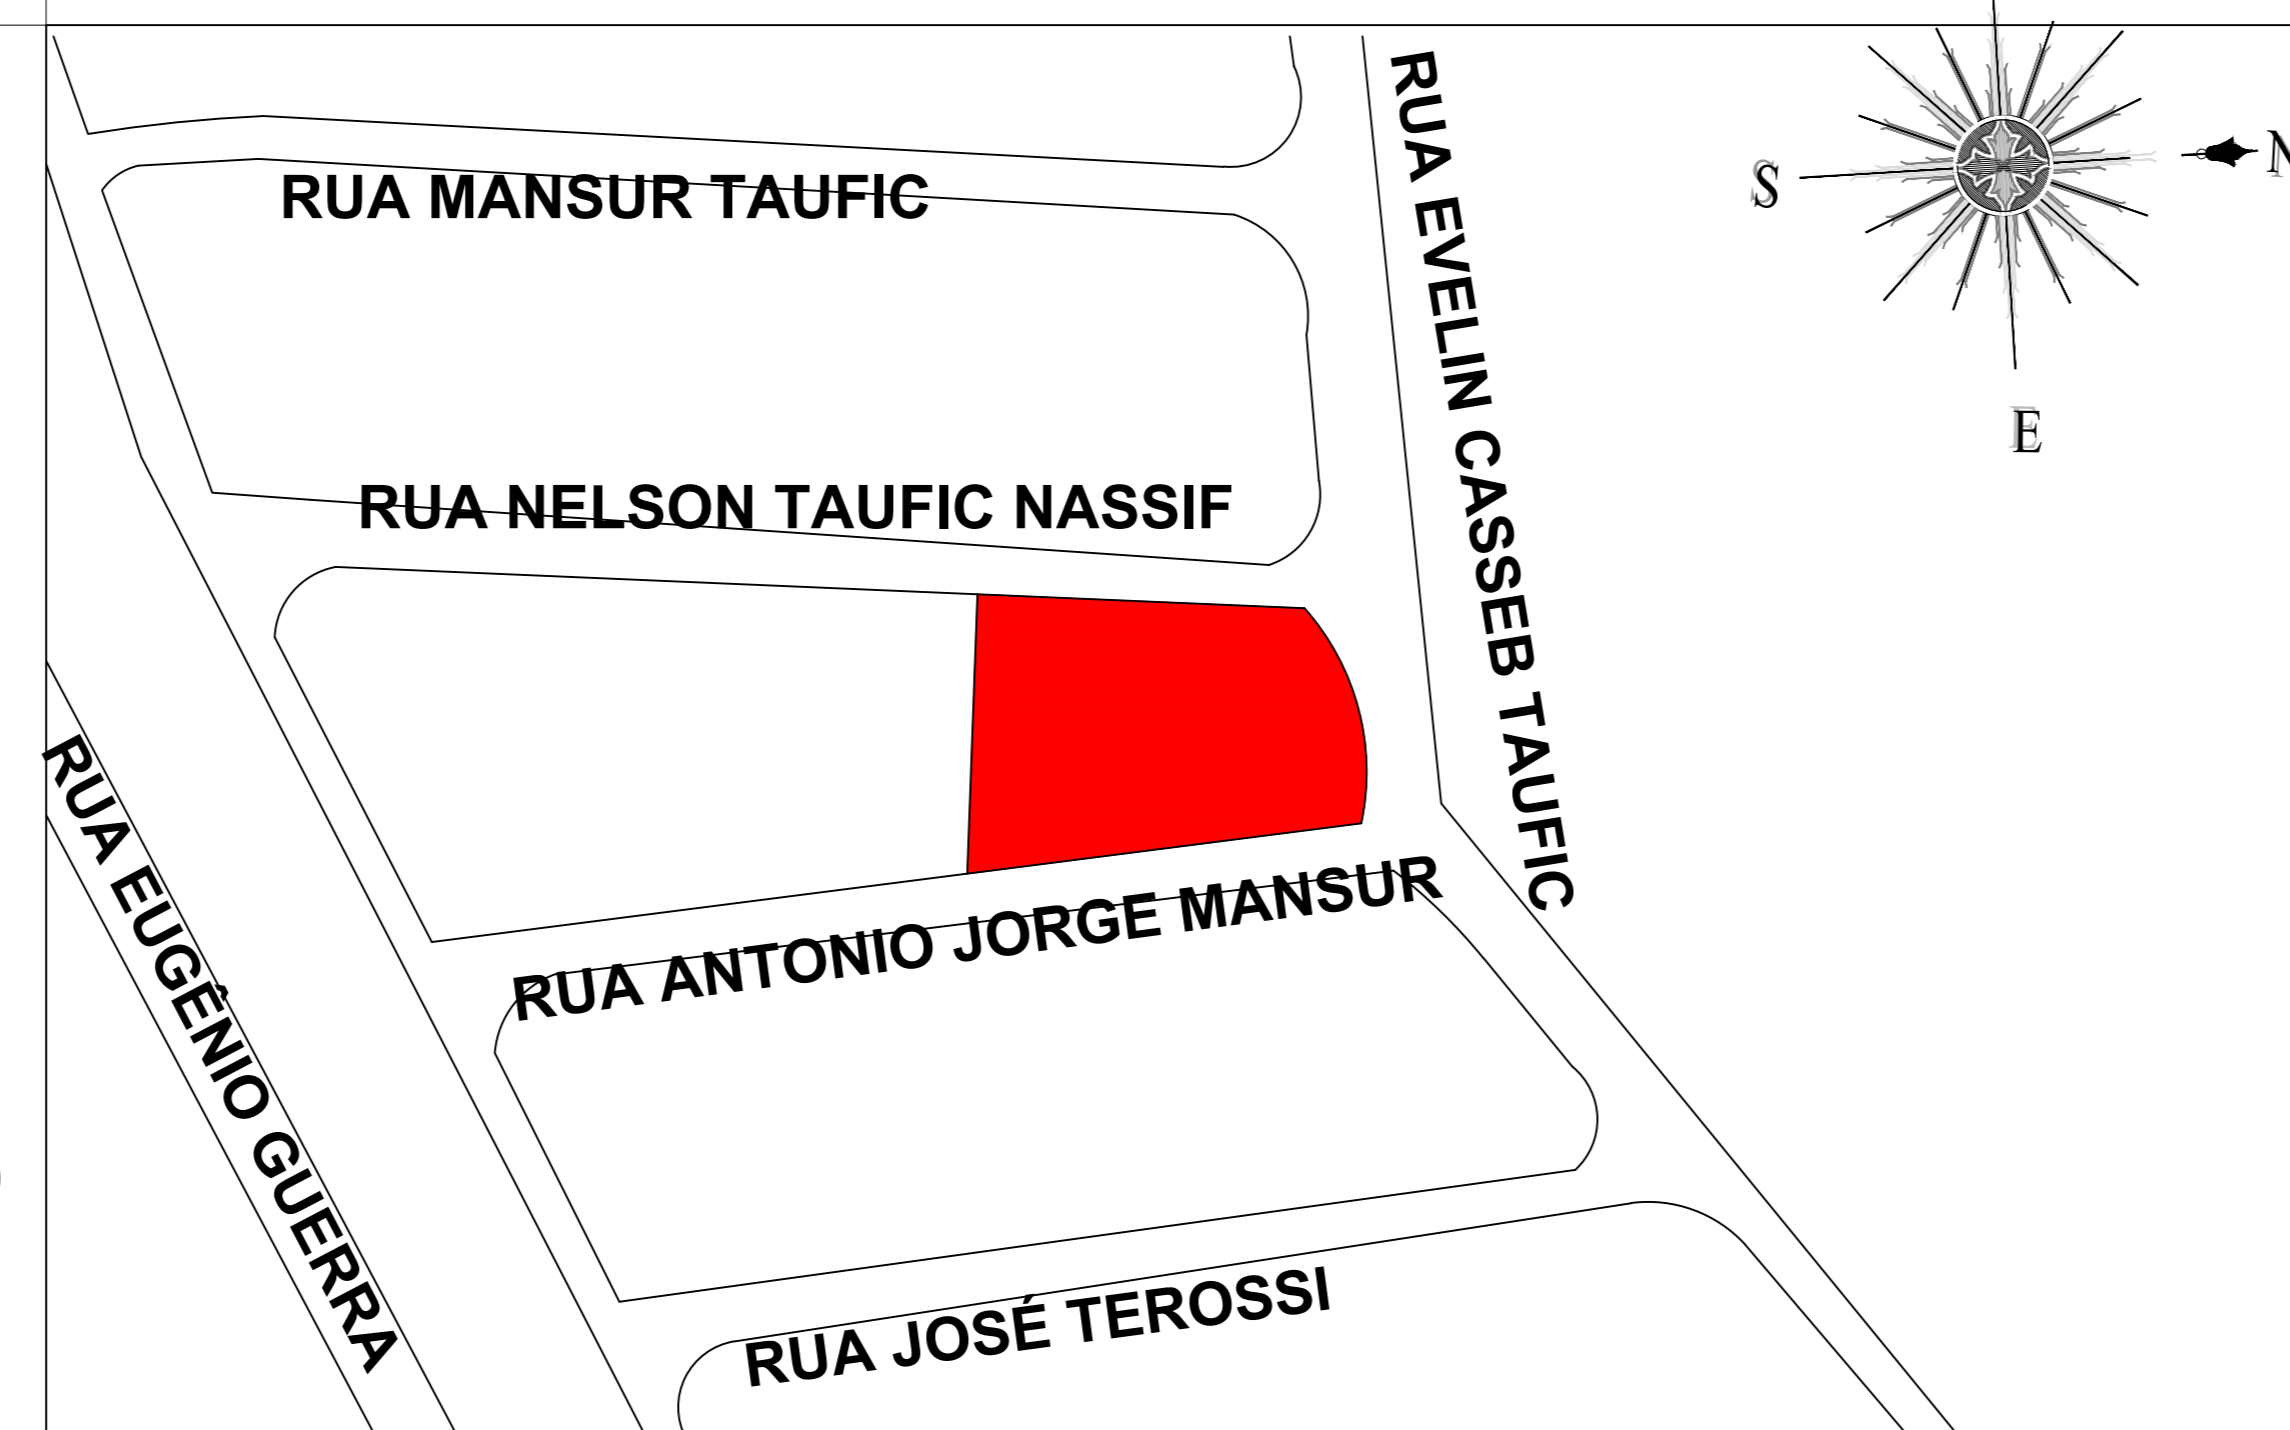 RUA MANSUR TAUFIC
RUA EVELIN CASSEB TAUFIC
S
N
E
RUA NELSON TAUFIC NASSIF
RUA EUGÊNIO GUERRA
RUA ANTONIO JORGE MANSUR
RUA JOSÉ TEROSSI